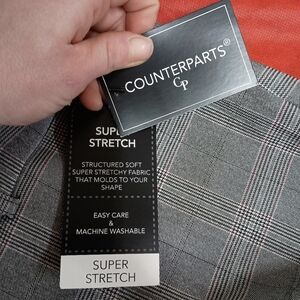 COUNTERPARTS®
CP
SUPER
STRETCH
STRUCTURED SOFT
SUPER STRETCHY FABRIC
THAT MOLDS TO YOUR
SHAPE
EASY CARE
&
MACHINE WASHABLE
SUPER
STRETCH